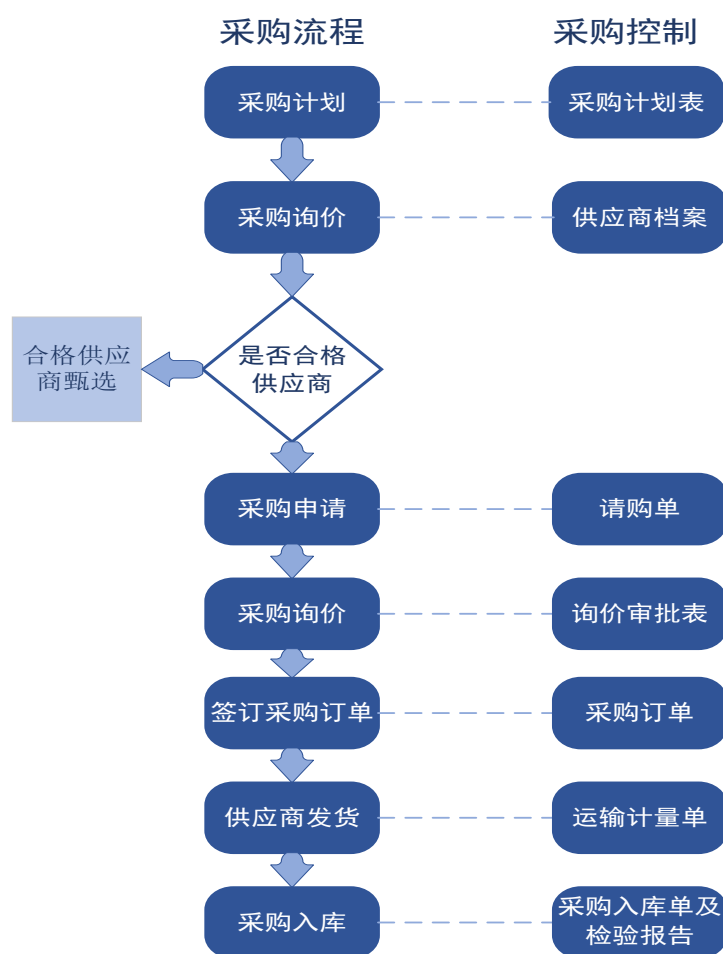 采购流程
采购控制
采购计划
采购计划表
采购询价
供应商档案
是否合格
供应商
合格供应
商甄选
采购申请
请购单
采购询价
询价审批表
签订采购订单
采购订单
供应商发货
运输计量单
采购入库
采购入库单及
检验报告